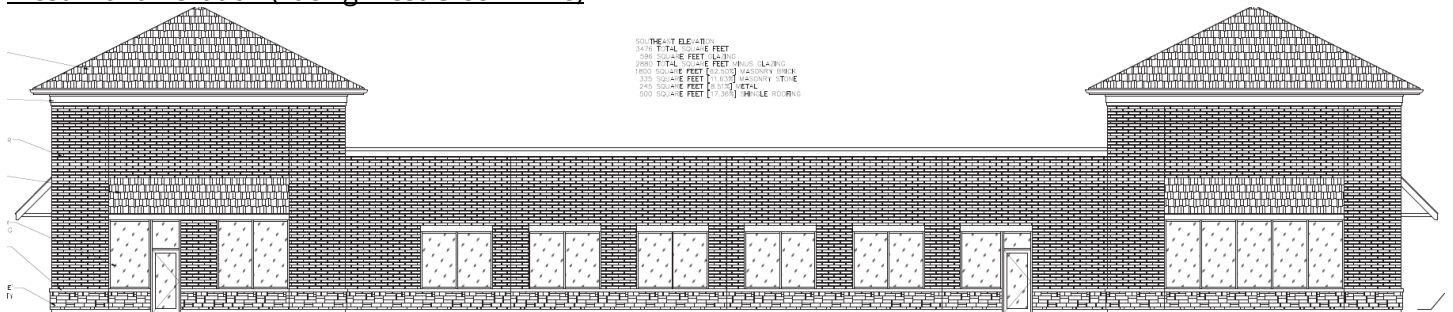 SOUTHEAST ELEVATION
3476 TOTAL SQUARE FEET
596 SQUARE FEET GLAZING
2880 TOTAL SQUARE FEET MINUS GLAZING
1800 SQUARE FEET [62.50%] MASONRY BRICK
335 SQUARE FEET [11.63%] MASONRY STONE
245 SQUARE FEET [8.51%] METAL
500 SQUARE FEET [17.36%] SHINGLE ROOFING